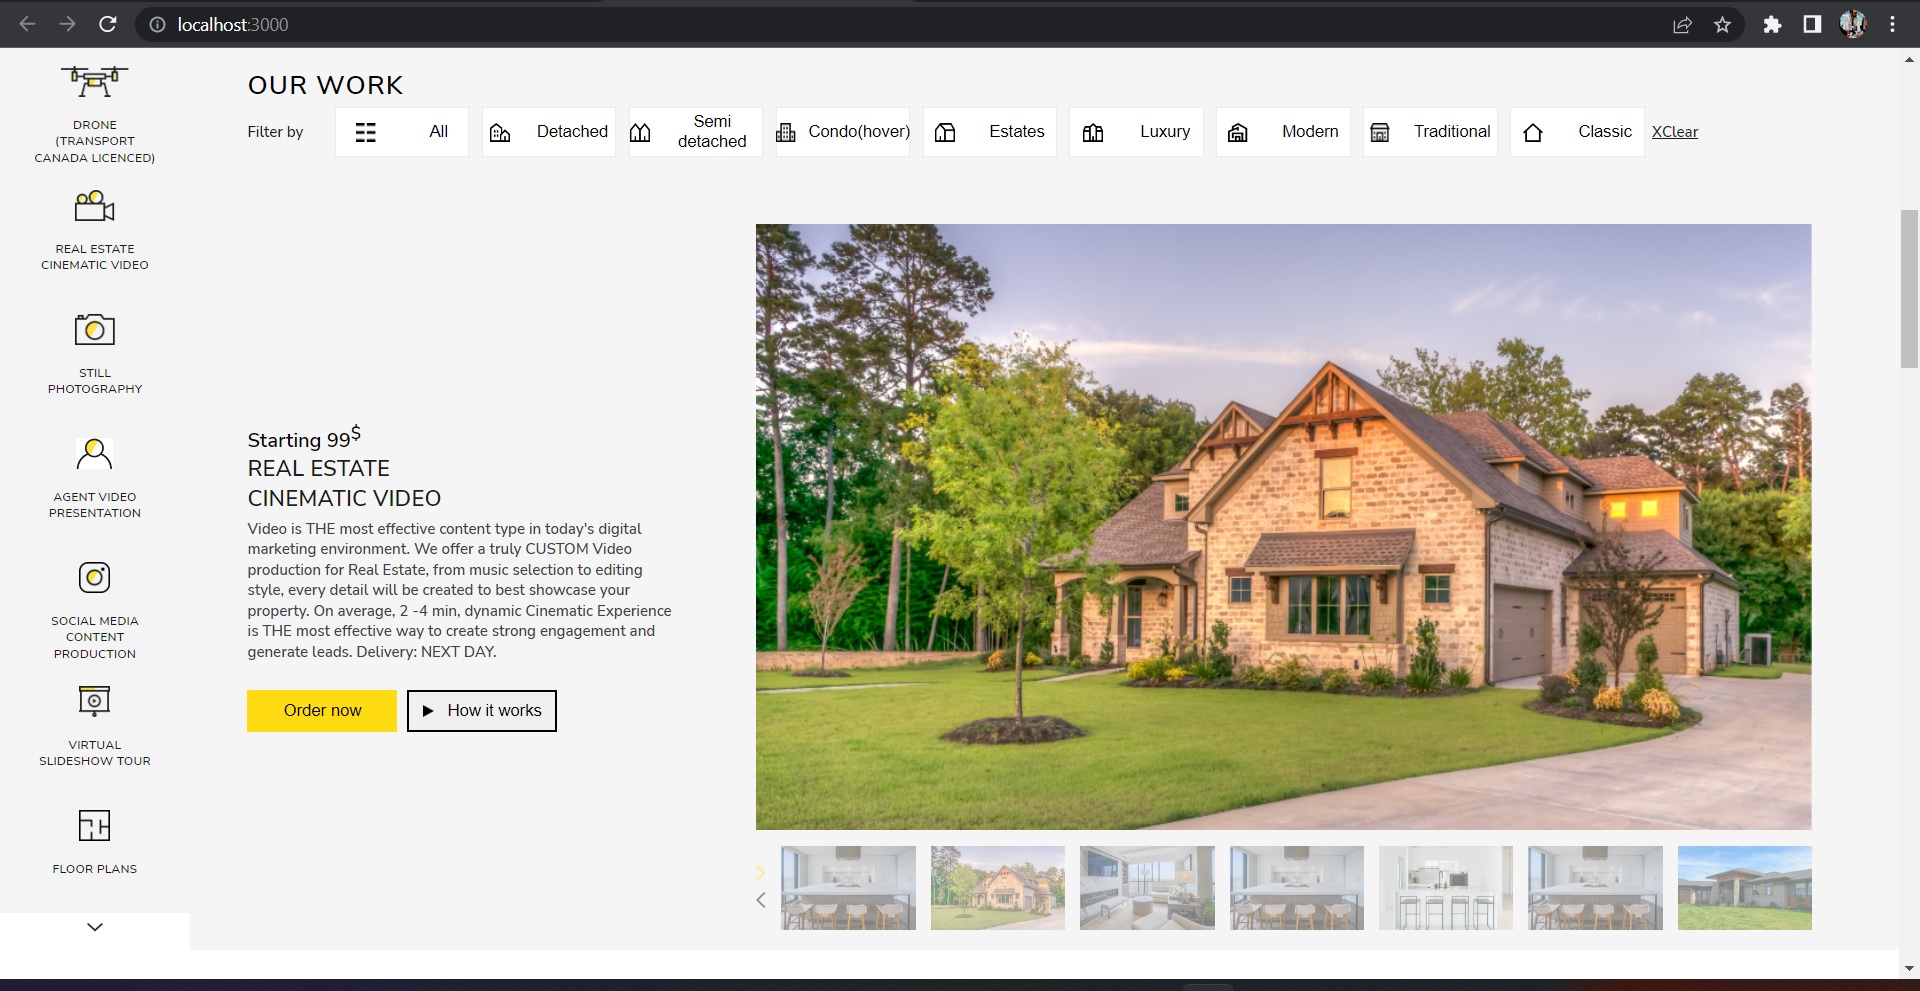 localhost:3000
DRONE
(TRANSPORT
CANADA LICENCED)
REAL ESTATE
CINEMATIC VIDEO
STILL
PHOTOGRAPHY
AGENT VIDEO
PRESENTATION
SOCIAL MEDIA
CONTENT
PRODUCTION
VIRTUAL
SLIDESHOW TOUR
FLOOR PLANS
OUR WORK
Filter by
All
Detached
Semi
detached
Condo(hover)
Estates
Luxury
Modern
Traditional
Classic
XClear
Starting 99$
REAL ESTATE
CINEMATIC VIDEO
Video is THE most effective content type in today's digital
marketing environment. We offer a truly CUSTOM Video
production for Real Estate, from music selection to editing
style, every detail will be created to best showcase your
property. On average, 2 -4 min, dynamic Cinematic Experience
is THE most effective way to create strong engagement and
generate leads. Delivery: NEXT DAY.
Order now
How it works